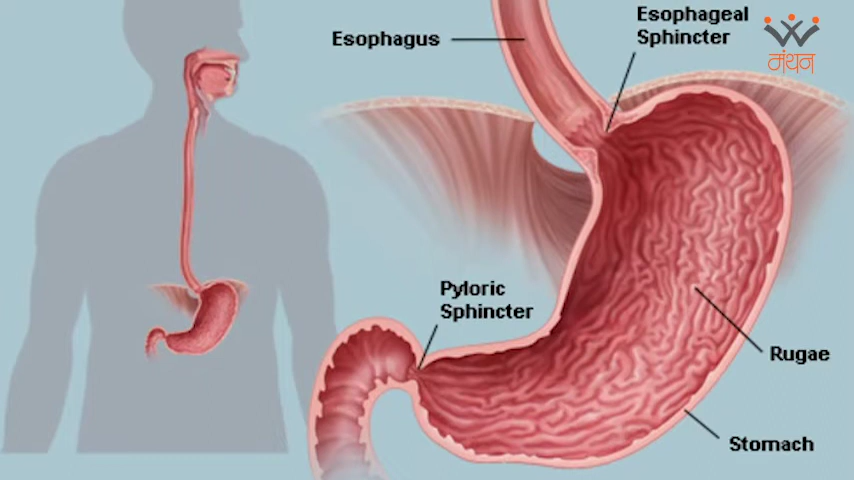 Esophageal
Sphincter
मंथन
Esophagus
Pyloric
Sphincter
Rugae
Stomach